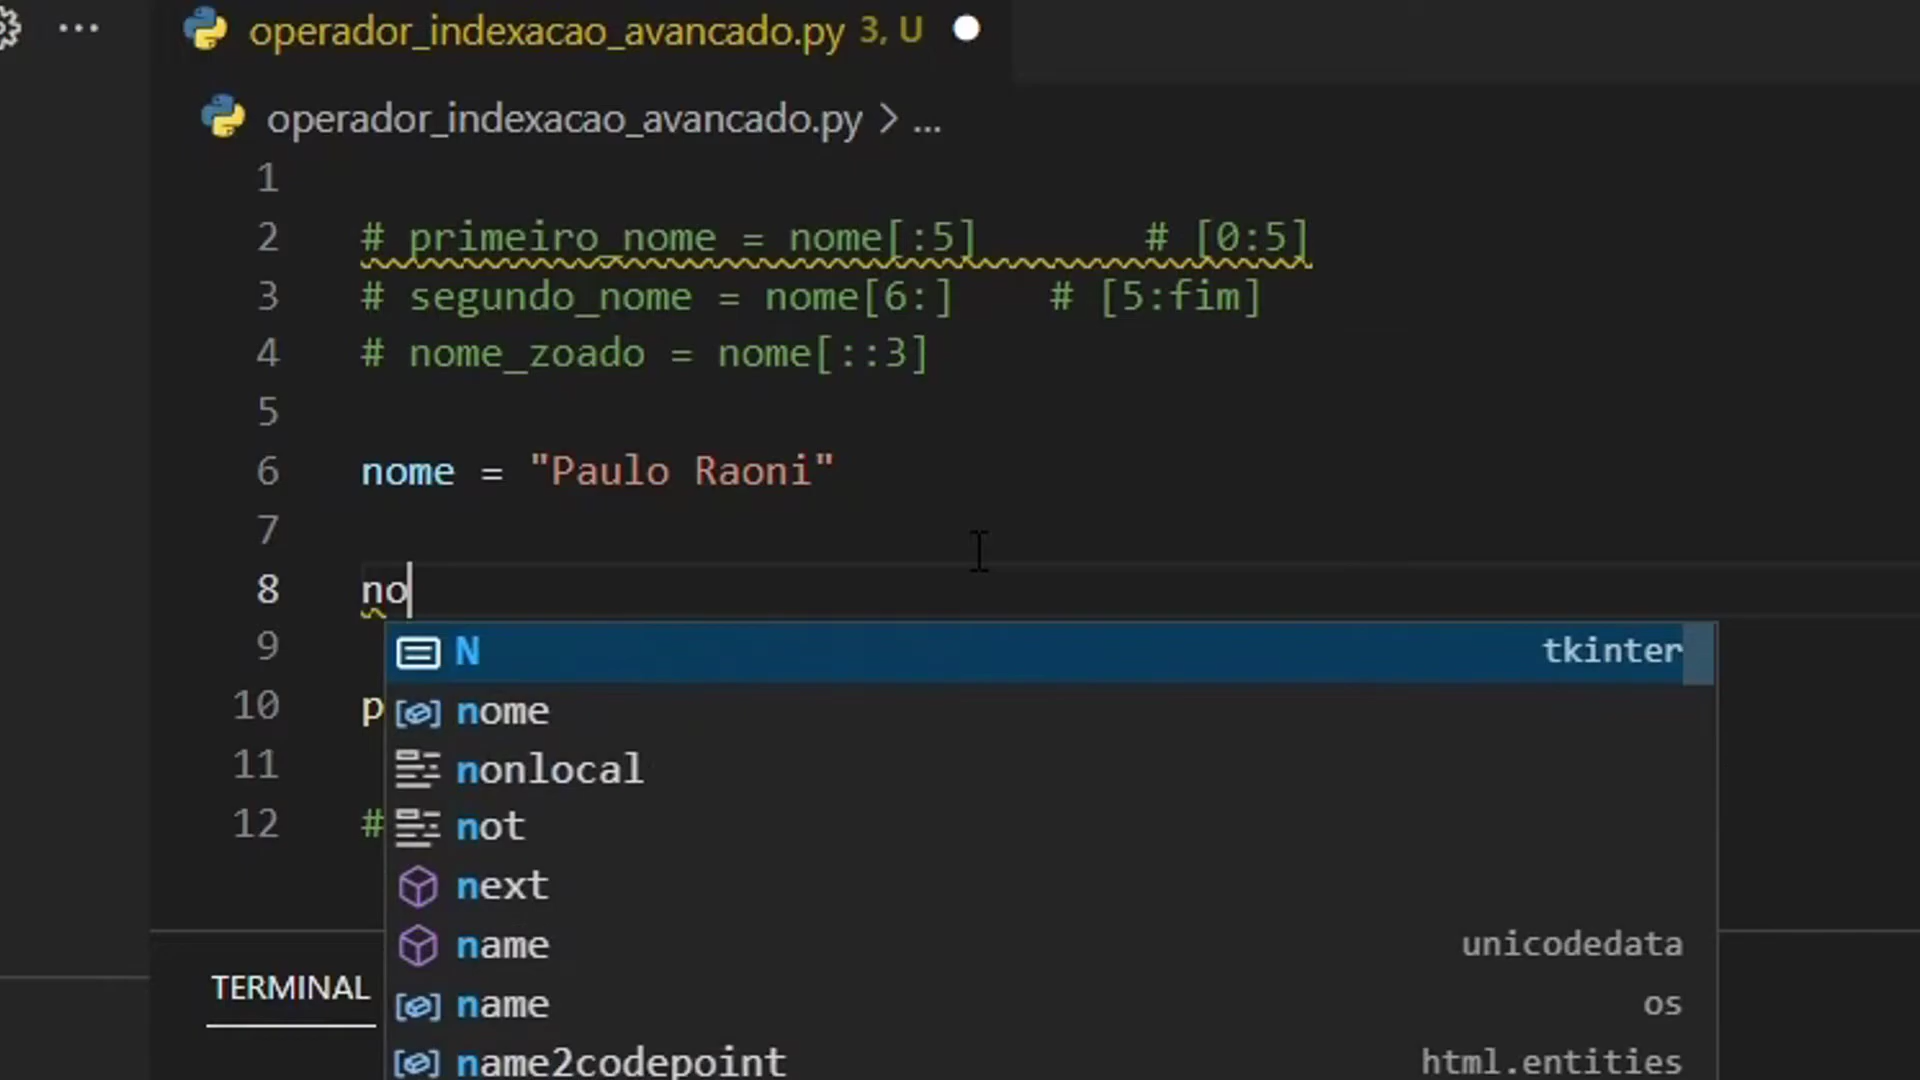 operador_indexacao_avancado.py 3, U
operador_indexacao_avancado.py > ...
1
2 # primeiro_nome = nome[:5] # [0:5]
3 # segundo_nome = nome[6:] # [5:fim]
4 # nome_zoado = nome[::3]
5
6 nome = "Paulo Raoni"
7
8 no
N tkinter
9
nome
10 p
nonlocal
11
not
12 #
next
name unicodedata
TERMINAL
name os
name2codepoint html.entities